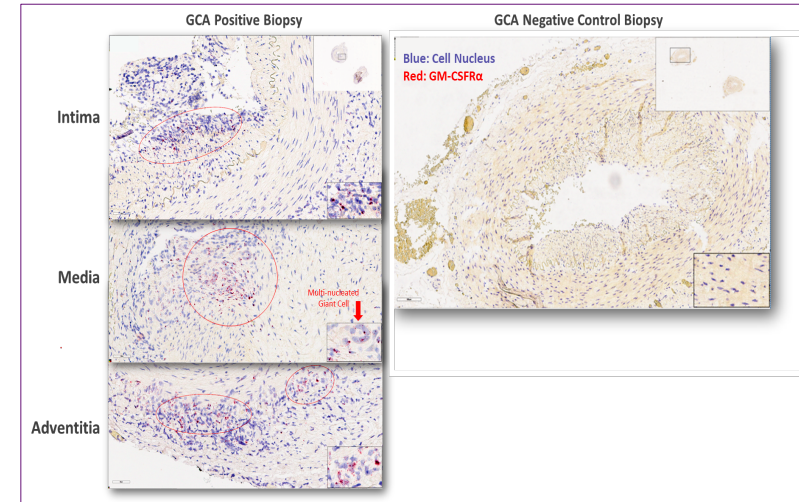 GCA Positive Biopsy
GCA Negative Control Biopsy
Intima
Media
Adventitia
Multi-nucleated
Giant Cell
Blue: Cell Nucleus
Red: GM-CSFRα